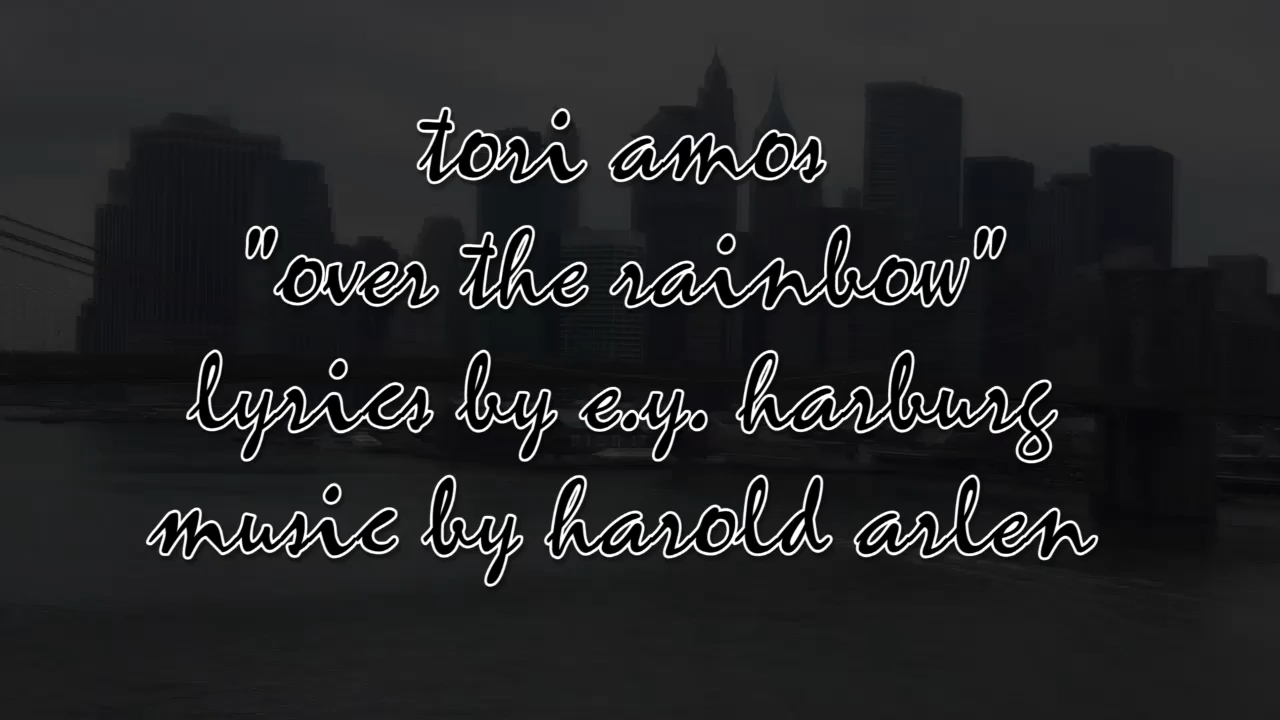 tori amos
"over the rainbow"
lyrics by e.y. harburg
music by harold arlen